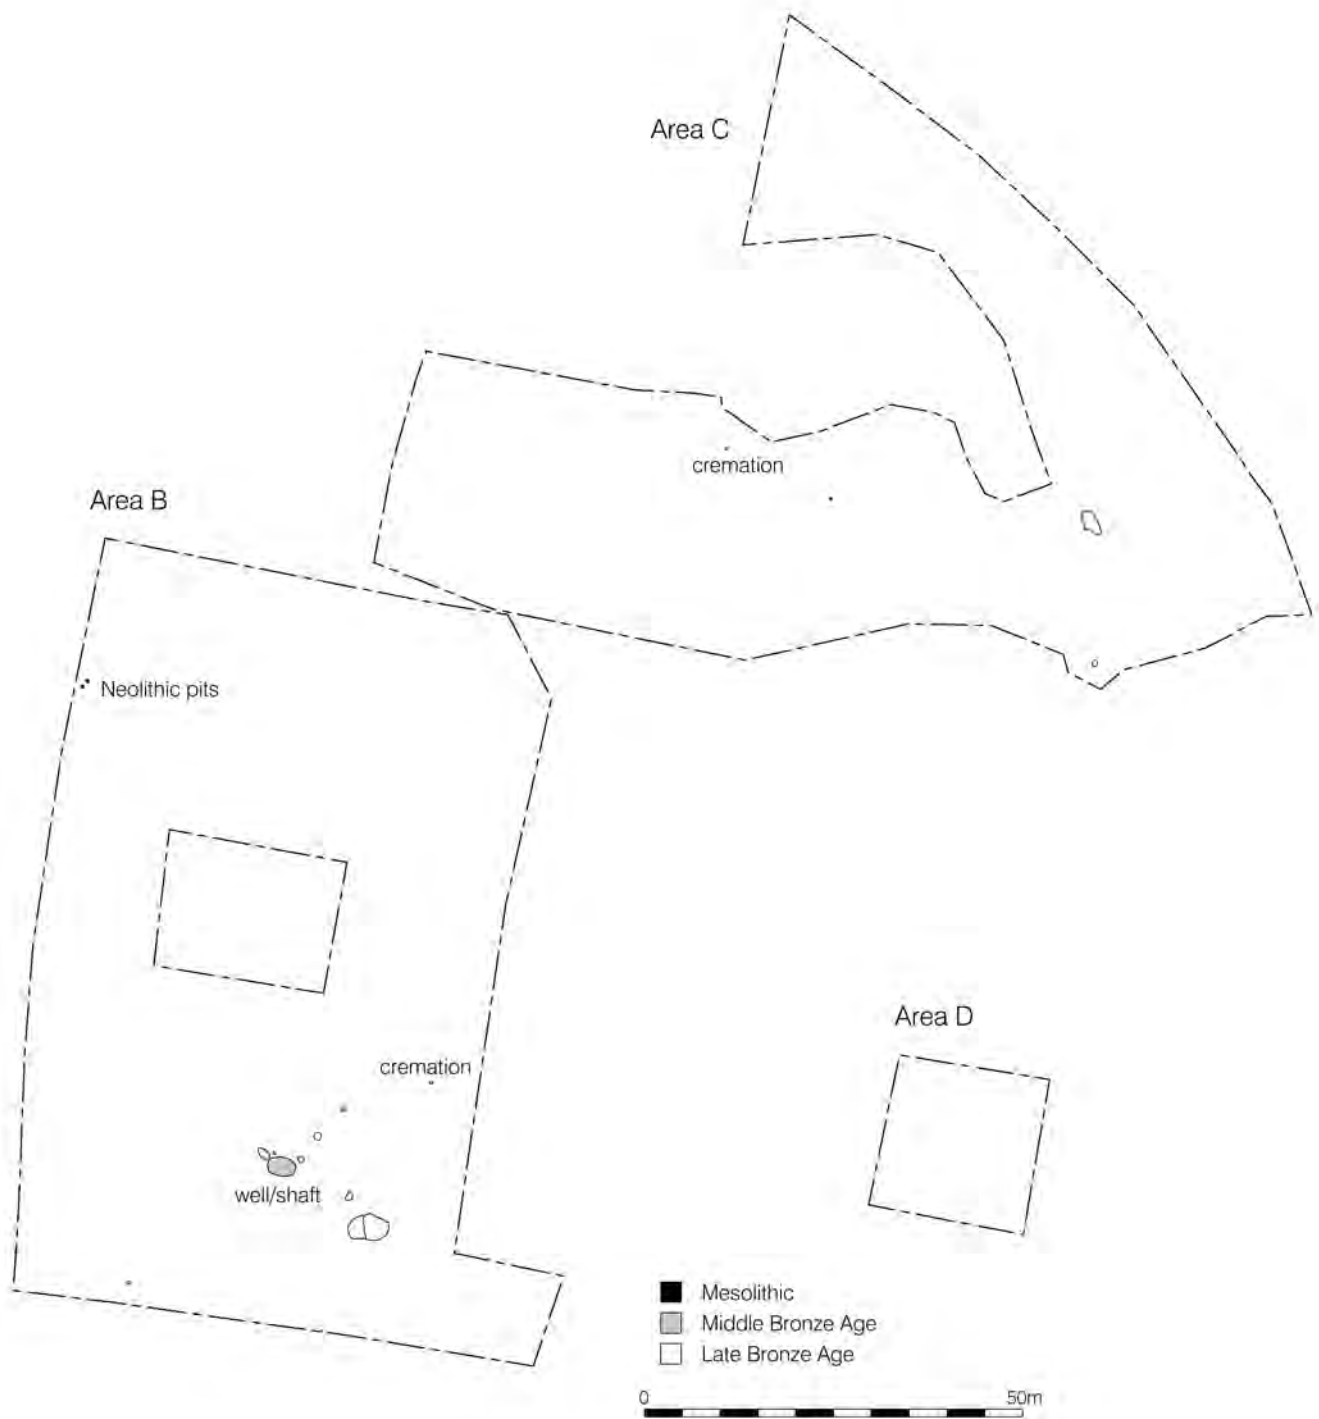 Area C
cremation
Area B
Neolithic pits
Area D
cremation
well/shaft
Mesolithic
Middle Bronze Age
Late Bronze Age
0 50m